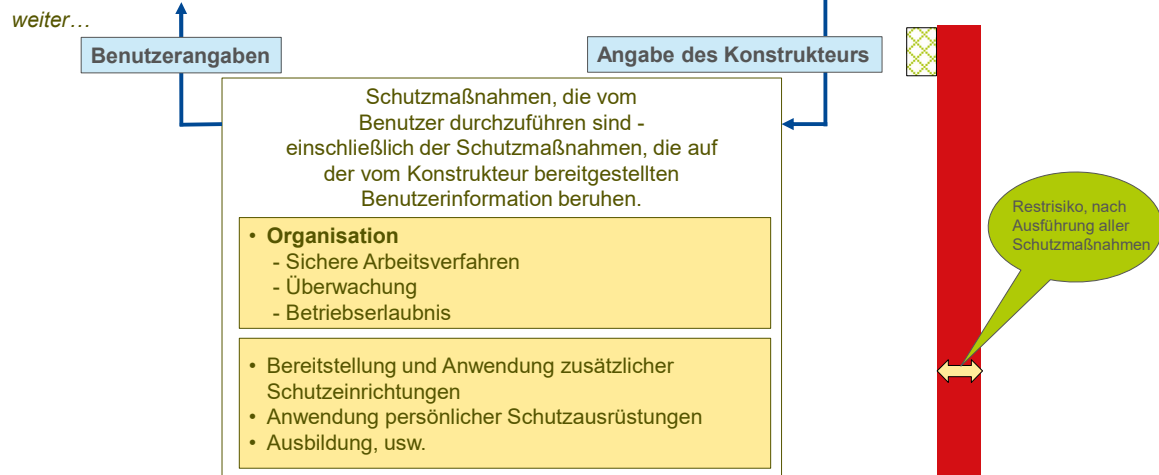 weiter…
Benutzerangaben
Angabe des Konstrukteurs
Schutzmaßnahmen, die vom
Benutzer durchzuführen sind -
einschließlich der Schutzmaßnahmen, die auf
der vom Konstrukteur bereitgestellten
Benutzerinformation beruhen.
• Organisation
- Sichere Arbeitsverfahren
- Überwachung
- Betriebserlaubnis
• Bereitstellung und Anwendung zusätzlicher
Schutzeinrichtungen
• Anwendung persönlicher Schutzausrüstungen
• Ausbildung, usw.
Restrisiko, nach
Ausführung aller
Schutzmaßnahmen